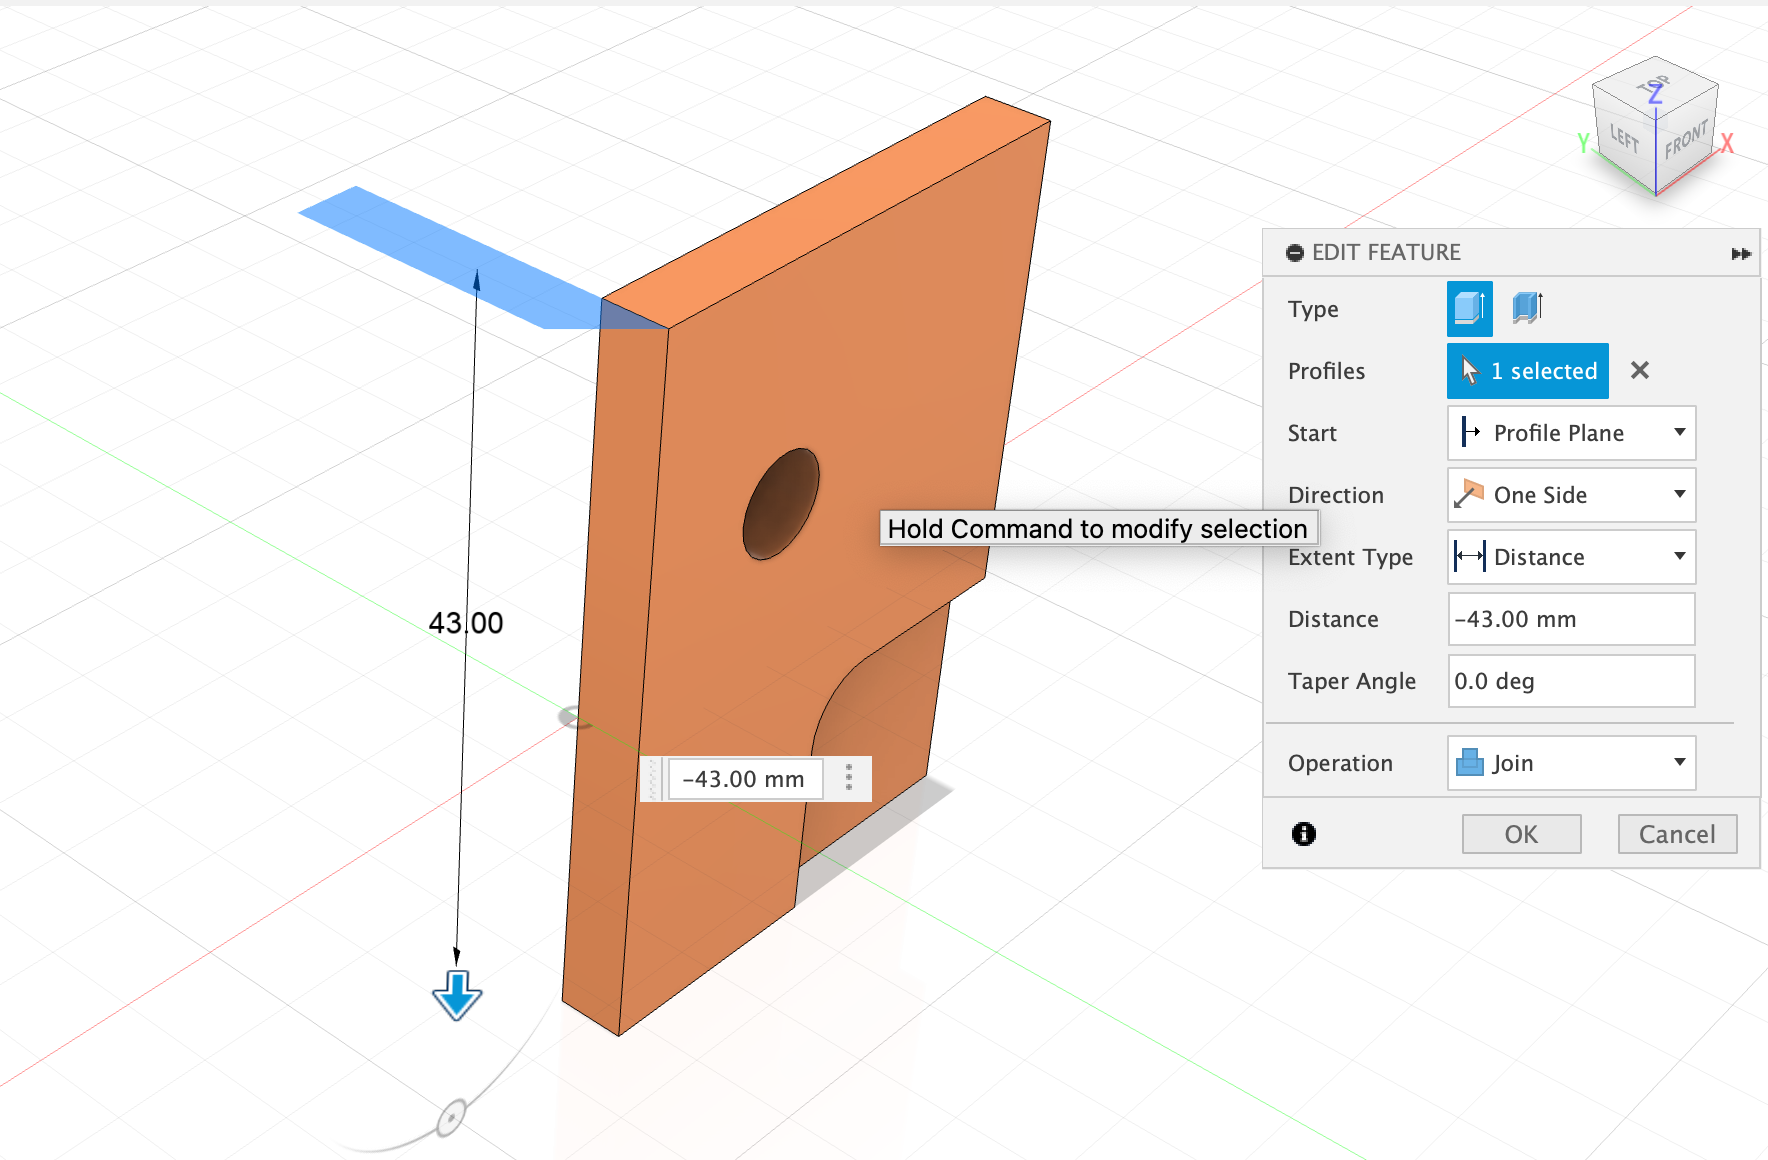 TOP
Z
LEFT
FRONT
Y
X
EDIT FEATURE
Type
Profiles
1 selected
Start
Profile Plane
Direction
One Side
Hold Command to modify selection
Extent Type
Distance
Distance
-43.00 mm
43.00
Taper Angle
0.0 deg
-43.00 mm
Operation
Join
OK
Cancel